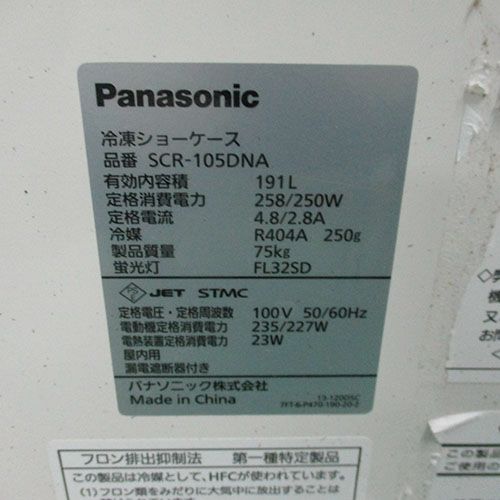 Panasonic
冷凍ショーケース
品番 SCR-105DNA
有効内容積 191L
定格消費電力 258/250W
定格電流 4.8/2.8A
冷媒 R404A 250g
製品質量 75kg
蛍光灯 FL32SD
JET STMC
定格電圧・定格周波数 100V 50/60Hz
電動機定格消費電力 235/227W
電熱装置定格消費電力 23W
屋内用
漏電遮断器付き
パナソニック株式会社
Made in China
フロン排出抑制法 第一種特定製品
この製品は冷媒として、HFCが使われています。
(1)フロン類をみだりに大気中に放出することは